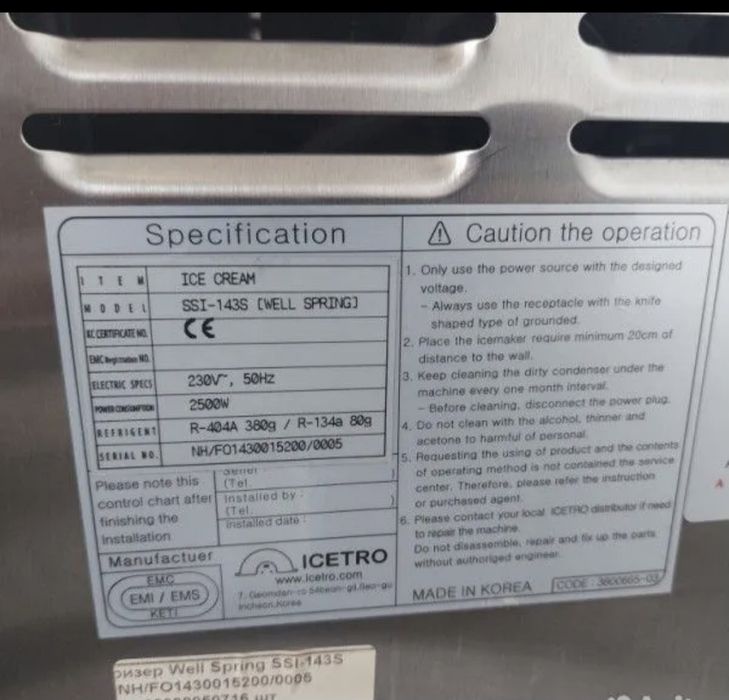 Specification
ITEM ICE CREAM
MODEL SSI-143S [WELL SPRING]
EC CERTIFICATE NO. CE
EMC Registration NO.
ELECTRIC SPECS 230V~, 50Hz
POWER CONSUMPTION 2500W
REFRIGENT R-404A 380g / R-134a 80g
SERIAL NO. NH/FO1430015200/0005
Please note this
control chart after
finishing the
installation
(Tel. )
Installed by :
(Tel. )
installed date :
Manufactuer
EMC
EMI / EMS
KETI
ICETRO
www.icetro.com
Incheon, Korea
⚠ Caution the operation
1. Only use the power source with the designed
voltage.
- Always use the receptacle with the knife
shaped type of grounded.
2. Place the icemaker require minimum 20cm of
distance to the wall.
3. Keep cleaning the dirty condenser under the
machine every one month interval.
- Before cleaning, disconnect the power plug.
4. Do not clean with the alcohol, thinner and
acetone to harmful of personal.
5. Requesting the using of product and the contents
of operating method is not contained the service
center. Therefore, please refer the instruction
or purchased agent.
6. Please contact your local ICETRO distributor if need
to repair the machine.
Do not disassemble, repair and fix up the parts
without authoriged engineer.
MADE IN KOREA CODE : 3600665-03
ризер Well Spring SSI-143S
NH/FO1430015200/0005